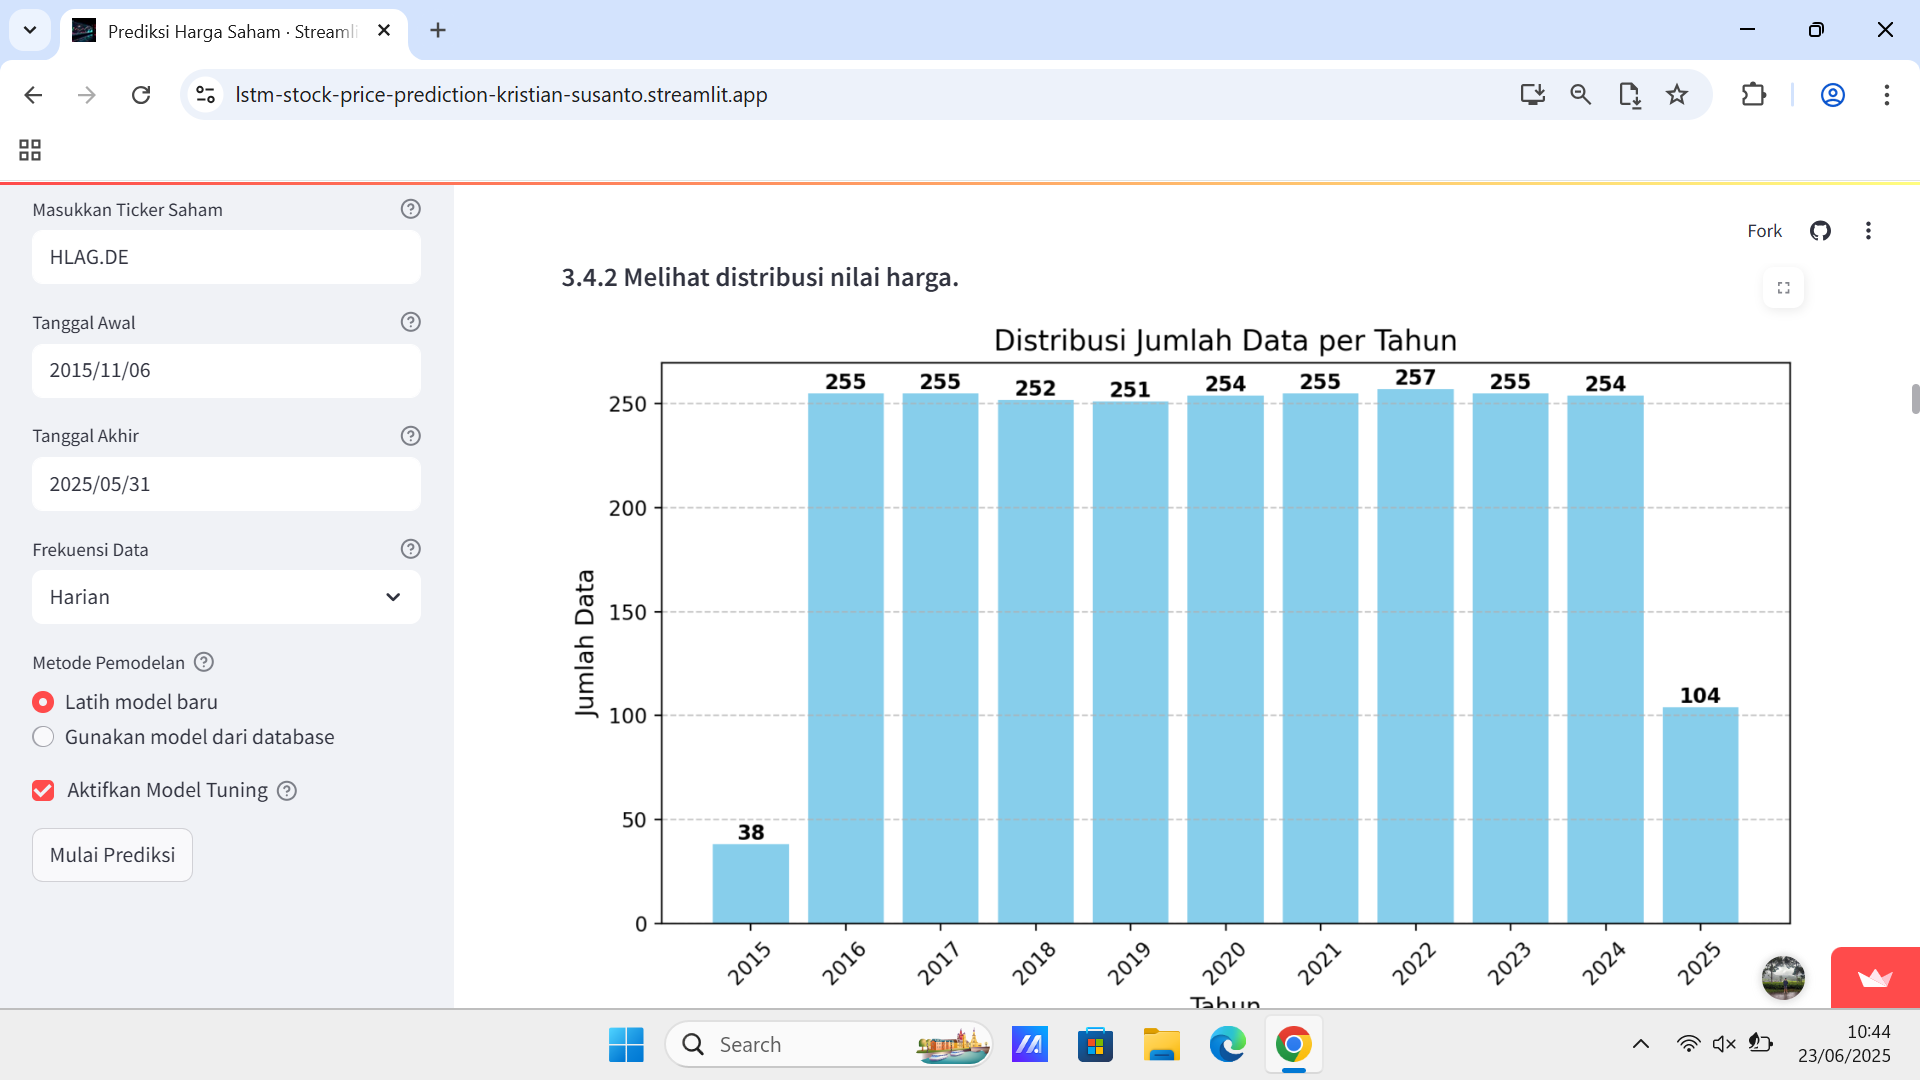 Prediksi Harga Saham · Streamli
lstm-stock-price-prediction-kristian-susanto.streamlit.app
Masukkan Ticker Saham
HLAG.DE
Tanggal Awal
2015/11/06
Tanggal Akhir
2025/05/31
Frekuensi Data
Harian
Metode Pemodelan
Latih model baru
Gunakan model dari database
Aktifkan Model Tuning
Mulai Prediksi
Fork
3.4.2 Melihat distribusi nilai harga.
Distribusi Jumlah Data per Tahun
Jumlah Data
250
200
150
100
50
0
38
255
255
252
251
254
255
257
255
254
104
2015
2016
2017
2018
2019
2020
2021
2022
2023
2024
2025
Tahun
Search
10:44
23/06/2025